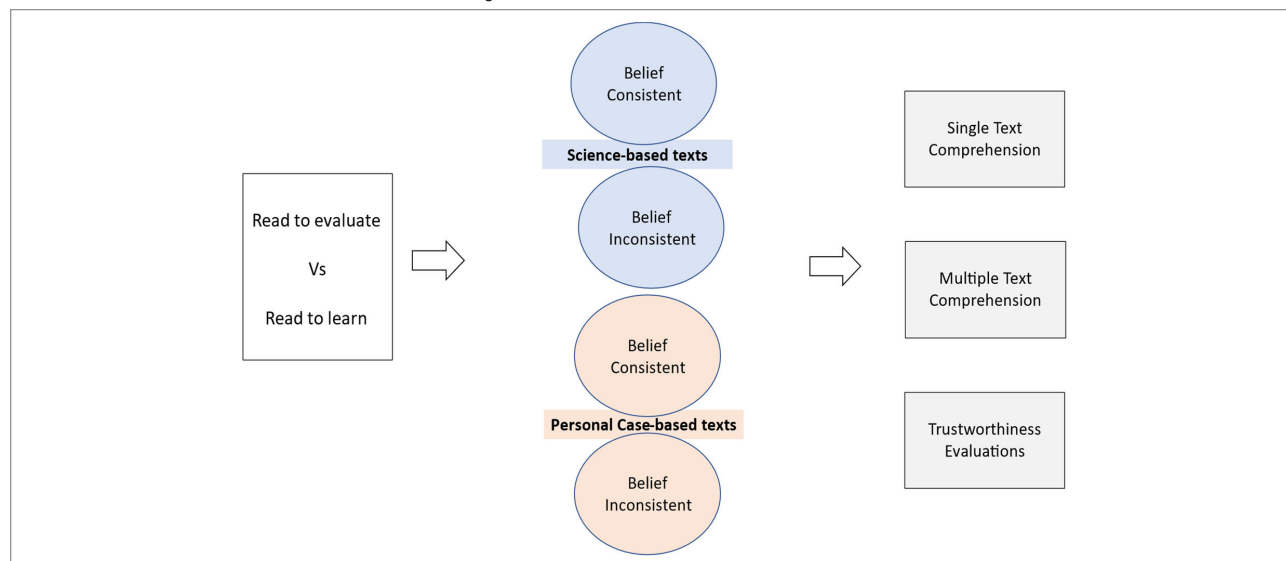 Read to evaluate
Vs
Read to learn
Belief
Consistent
Science-based texts
Belief
Inconsistent
Belief
Consistent
Personal Case-based texts
Belief
Inconsistent
Single Text
Comprehension
Multiple Text
Comprehension
Trustworthiness
Evaluations